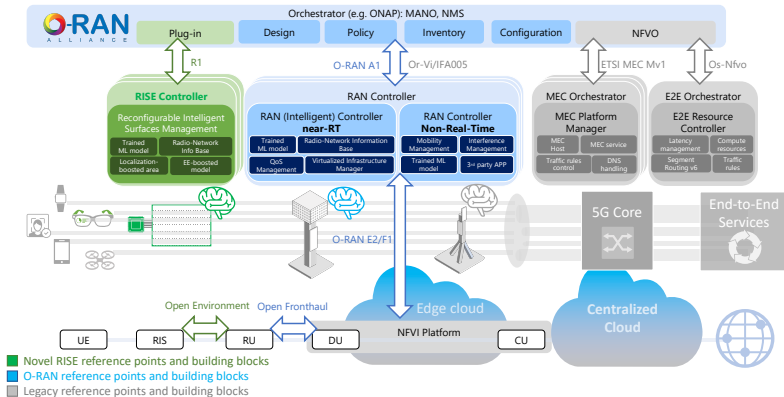 O-RAN
ALLIANCE
Orchestrator (e.g. ONAP): MANO, NMS
Plug-in
Design
Policy
Inventory
Configuration
NFVO
R1
O-RAN A1
Or-Vi/IFA005
ETSI MEC Mv1
Os-Nfvo
RISE Controller
Reconfigurable Intelligent
Surfaces Management
Trained
ML model
Radio-Network
Info Base
Localization-
boosted area
EE-boosted
model
RAN Controller
RAN (Intelligent) Controller
near-RT
Trained
ML model
Radio-Network Information
Base
QoS
Management
Virtualized Infrastructure
Manager
RAN Controller
Non-Real-Time
Mobility
Management
Interference
Management
Trained ML
model
3rd party APP
MEC Orchestrator
MEC Platform
Manager
MEC
Host
MEC service
Traffic rules
control
DNS
handling
E2E Orchestrator
E2E Resource
Controller
Latency
management
Compute
resources
Segment
Routing v6
Traffic
rules
5G Core
End-to-End
Services
O-RAN E2/F1
Edge cloud
Centralized
Cloud
Open Environment
Open Fronthaul
NFVI Platform
UE
RIS
RU
DU
CU
Novel RISE reference points and building blocks
O-RAN reference points and building blocks
Legacy reference points and building blocks